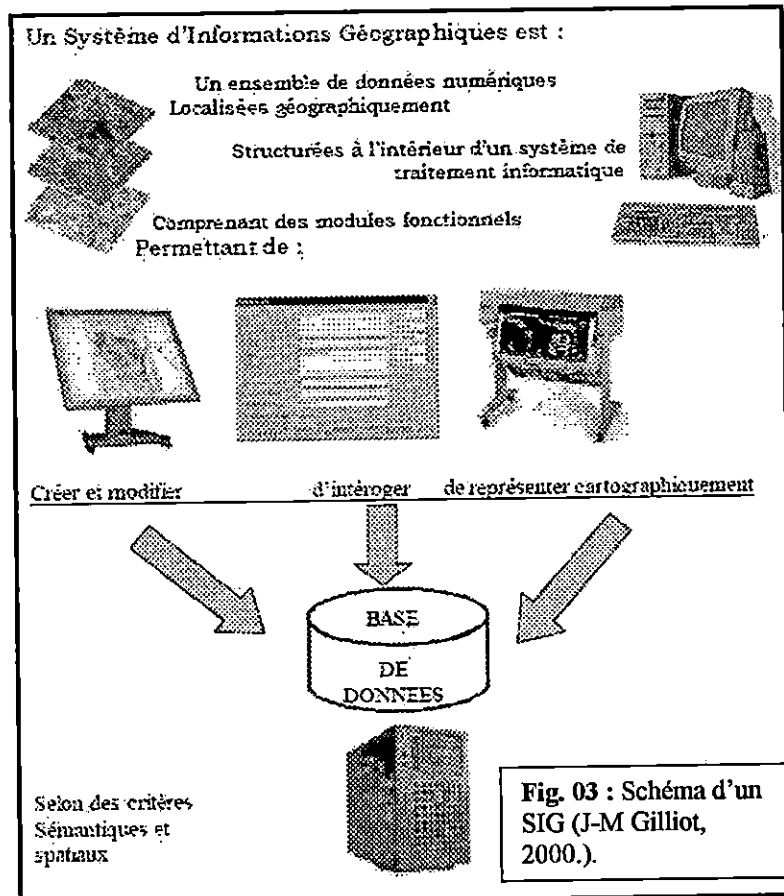 Un Système d'Informations Géographiques est :
Un ensemble de données numériques
Localisées géographiquement
Structurées à l'intérieur d'un système de
traitement informatique
Comprenant des modules fonctionnels
Permettant de :
Créer et modifier d'intéroger de représenter cartographiquement
BASE
DE
DONNEES
Selon des critères
Sémantiques et
spatiaux
Fig. 03 : Schéma d'un
SIG (J-M Gilliot,
2000.).